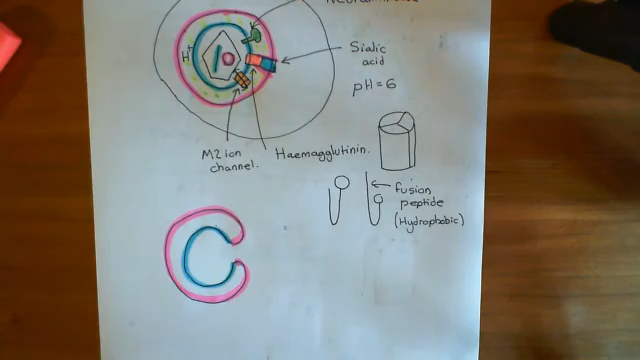 Sialic
acid
pH = 6
H+
M2 ion
channel.
Haemagglutinin.
fusion
peptide
(Hydrophobic)